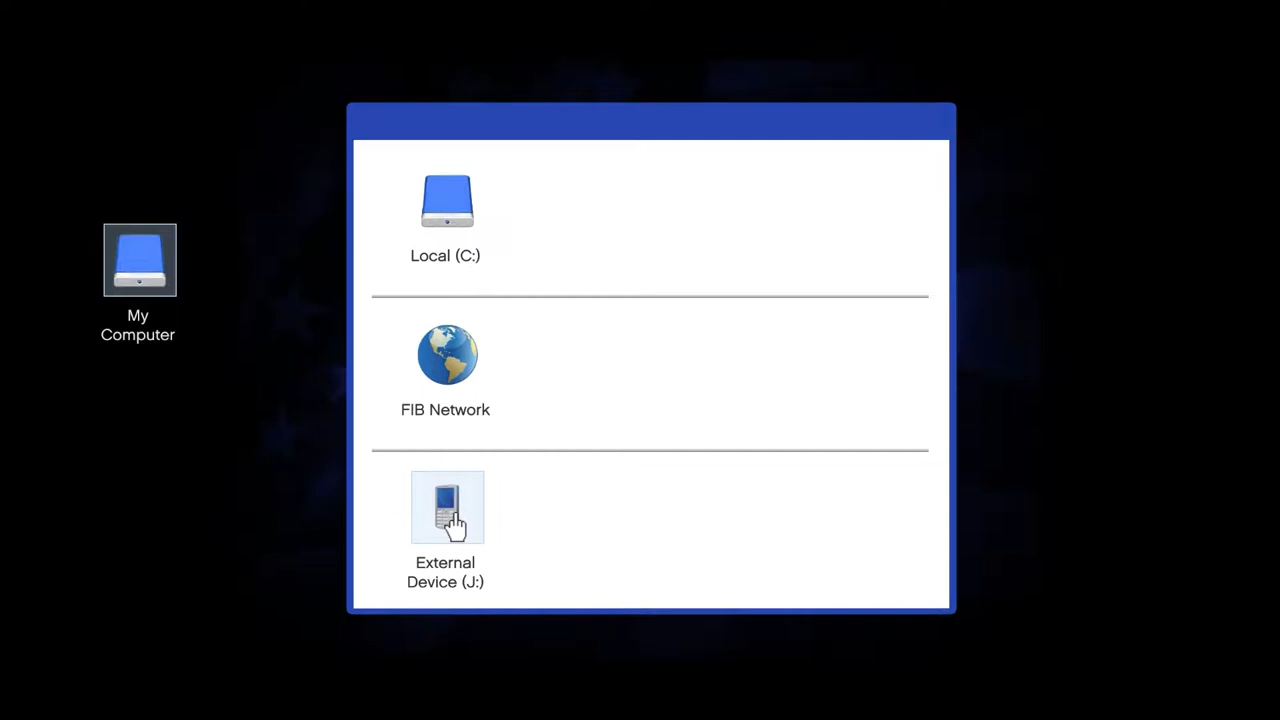 My
Computer
Local (C:)
FIB Network
External
Device (J:)